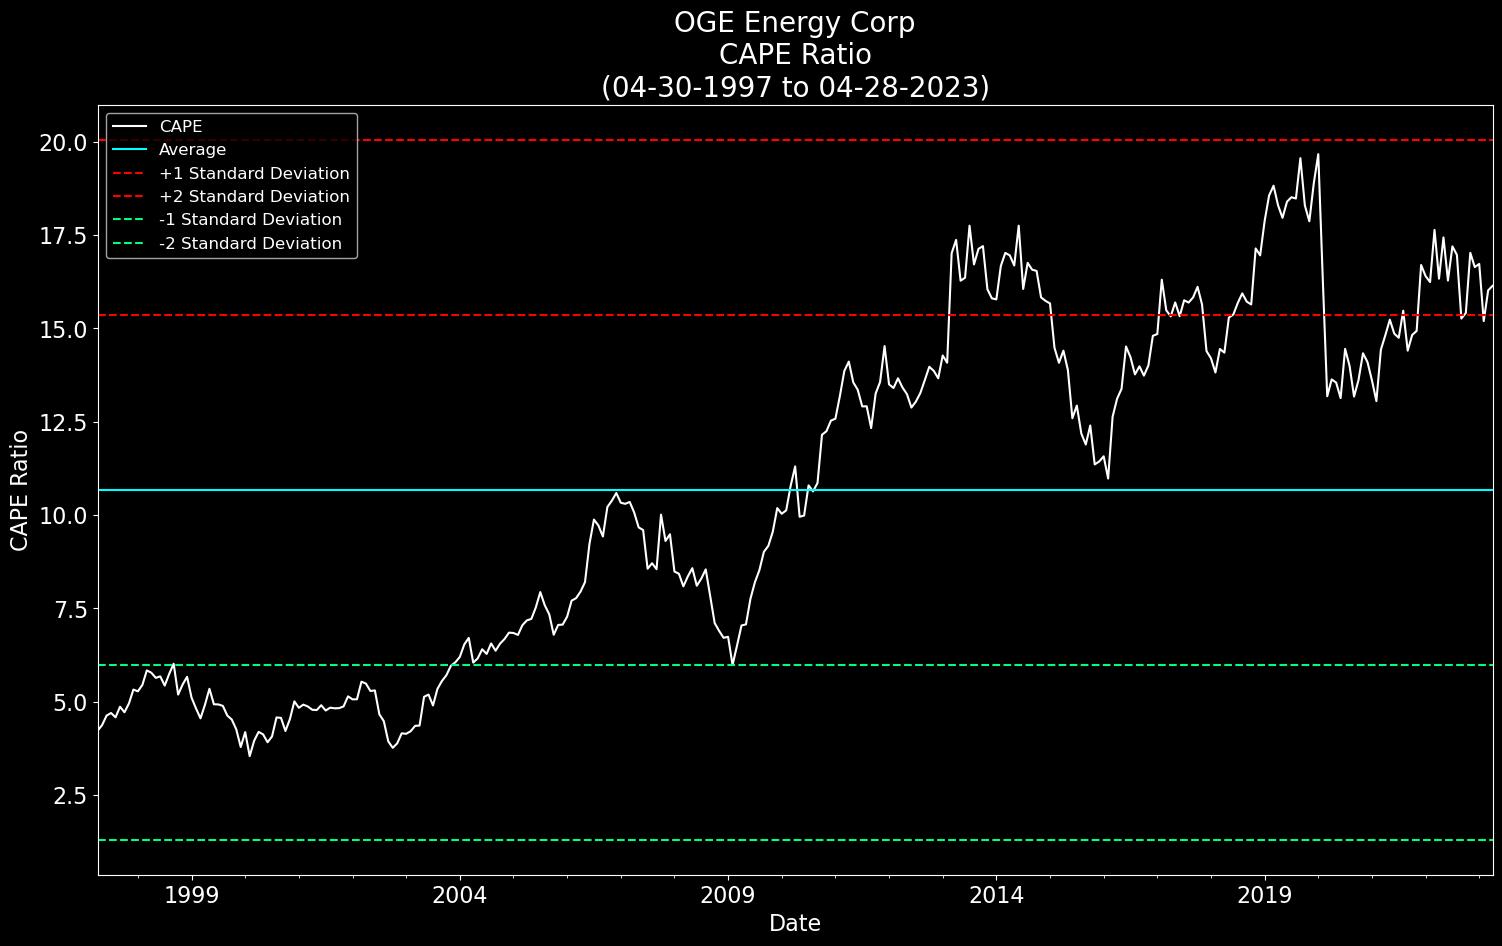 OGE Energy Corp
CAPE Ratio
(04-30-1997 to 04-28-2023)
CAPE
Average
+1 Standard Deviation
+2 Standard Deviation
-1 Standard Deviation
-2 Standard Deviation
CAPE Ratio
20.0
17.5
15.0
12.5
10.0
7.5
5.0
2.5
1999 2004 2009 2014 2019
Date